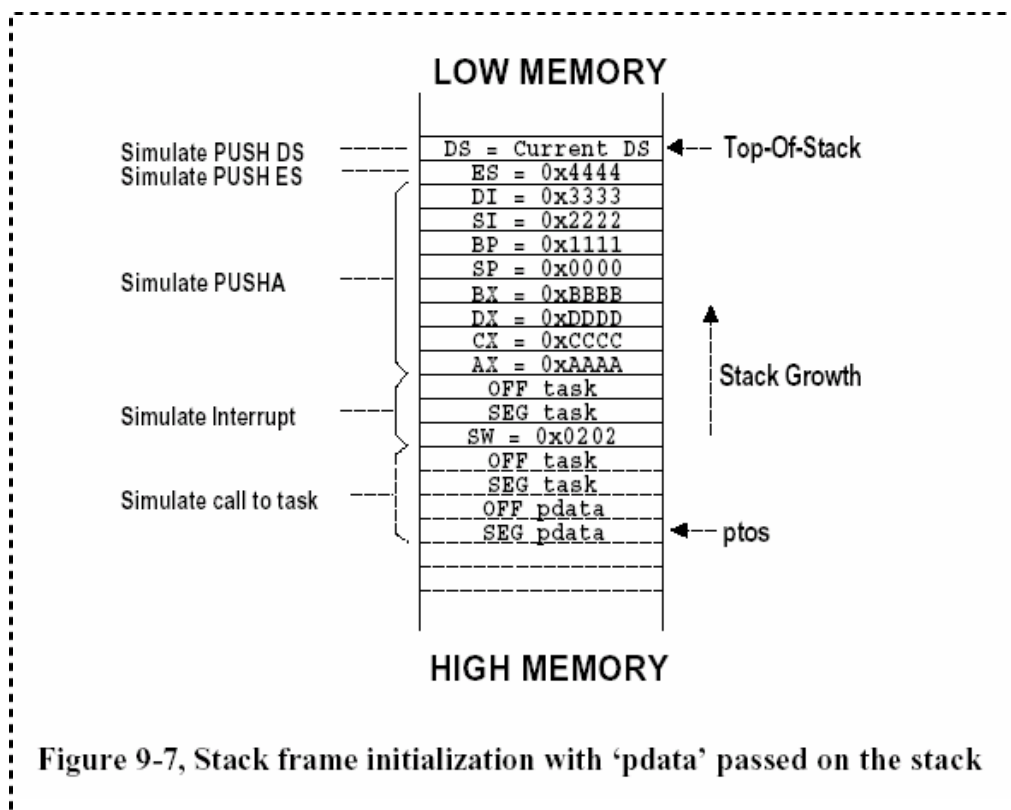 LOW MEMORY
Simulate PUSH DS
DS = Current DS
Top-Of-Stack
Simulate PUSH ES
ES = 0x4444
DI = 0x3333
SI = 0x2222
BP = 0x1111
Simulate PUSHA
SP = 0x0000
BX = 0xBBBB
DX = 0xDDDD
CX = 0xCCCC
AX = 0xAAAA
Stack Growth
OFF task
Simulate Interrupt
SEG task
SW = 0x0202
OFF task
SEG task
Simulate call to task
OFF pdata
SEG pdata
ptos
HIGH MEMORY
Figure 9-7, Stack frame initialization with ‘pdata’ passed on the stack